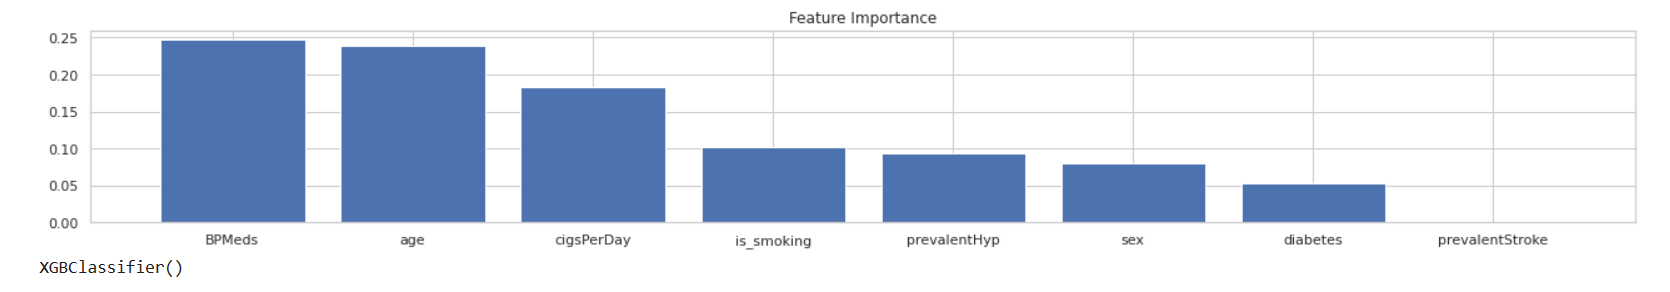 Feature Importance
0.25
0.20
0.15
0.10
0.05
0.00
BPMeds age cigsPerDay is_smoking prevalentHyp sex diabetes prevalentStroke
XGBClassifier()